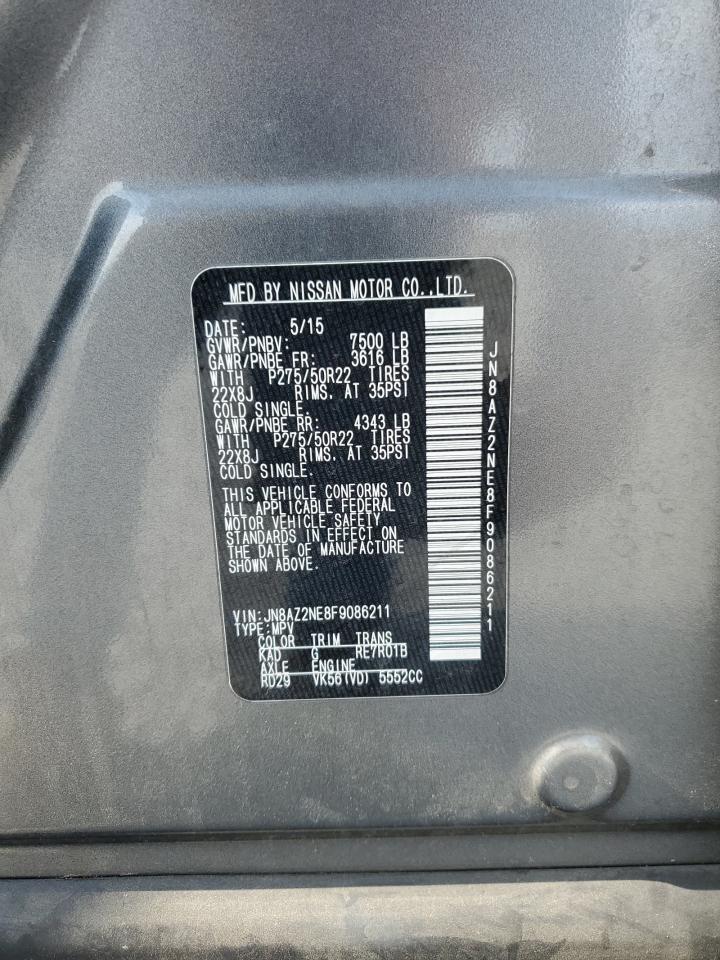 MFD BY NISSAN MOTOR CO.,LTD.
DATE: 5/15
GVWR/PNBV: 7500 LB
GAWR/PNBE FR: 3616 LB
WITH P275/50R22 TIRES
22X8J RIMS. AT 35PSI
COLD SINGLE.
GAWR/PNBE RR: 4343 LB
WITH P275/50R22 TIRES
22X8J RIMS. AT 35PSI
COLD SINGLE.
THIS VEHICLE CONFORMS TO
ALL APPLICABLE FEDERAL
MOTOR VEHICLE SAFETY
STANDARDS IN EFFECT ON
THE DATE OF MANUFACTURE
SHOWN ABOVE.
VIN:JN8AZ2NE8F9086211
TYPE:MPV
COLOR TRIM TRANS
KAD G RE7R01B
AXLE ENGINE
RD29 VK56(VD) 5552CC
JN8AZ2NE8F9086211